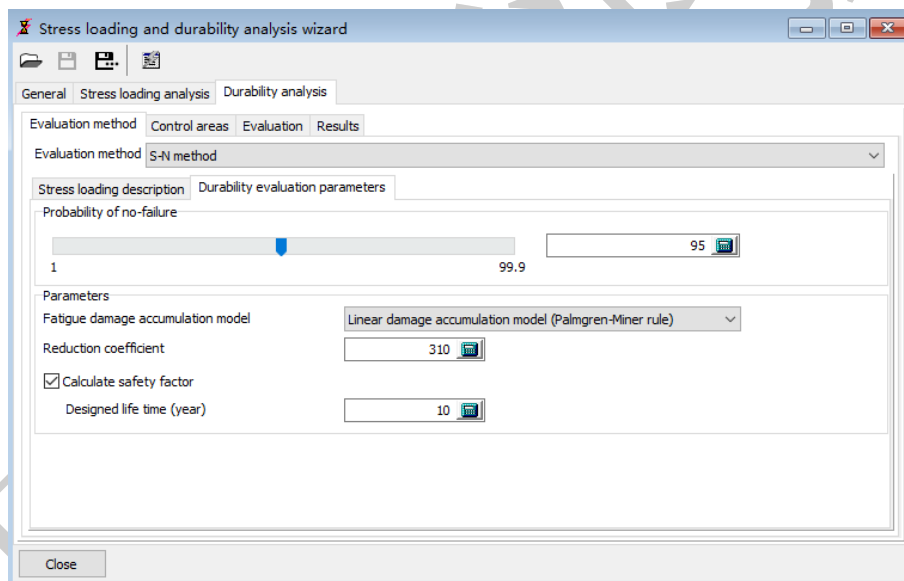 Stress loading and durability analysis wizard
General Stress loading analysis Durability analysis
Evaluation method Control areas Evaluation Results
Evaluation method S-N method
Stress loading description Durability evaluation parameters
Probability of no-failure
95
1 99.9
Parameters
Fatigue damage accumulation model Linear damage accumulation model (Palmgren-Miner rule)
Reduction coefficient 310
Calculate safety factor
Designed life time (year) 10
Close